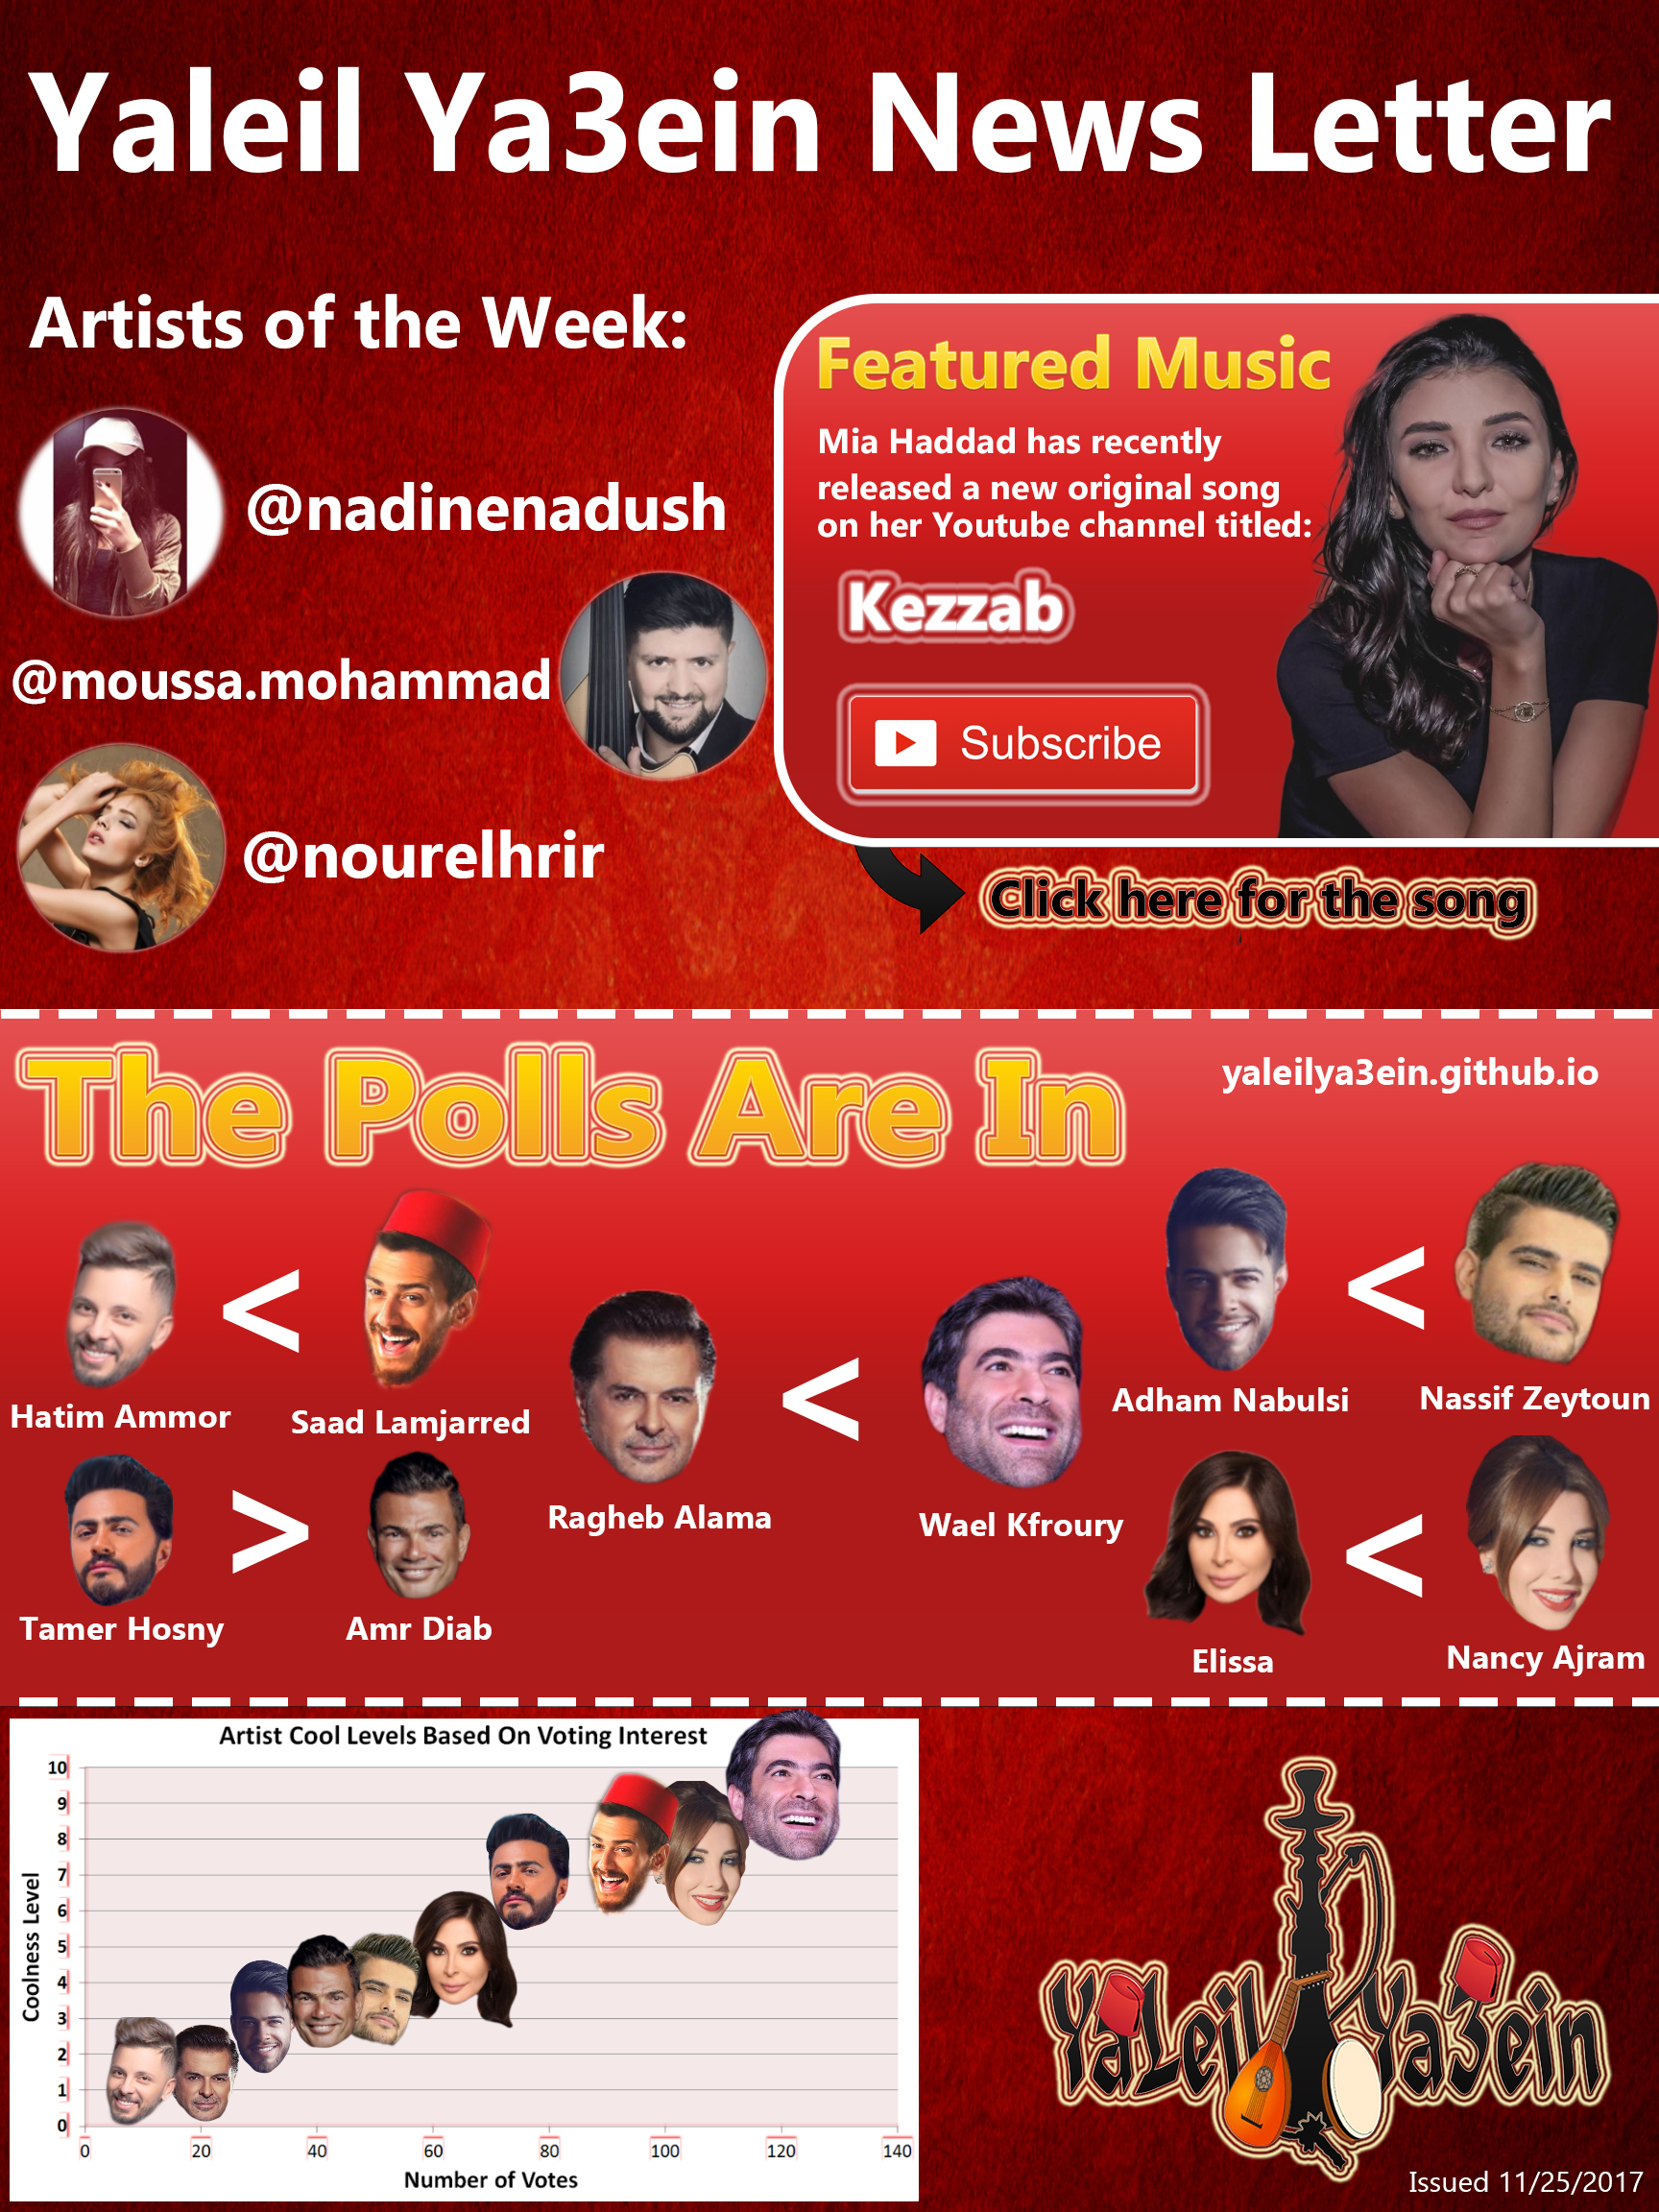 Yaleil Ya3ein News Letter
Artists of the Week:
@nadinenadush
@moussa.mohammad
@nourelhrir
Featured Music
Mia Haddad has recently
released a new original song
on her Youtube channel titled:
Kezzab
Subscribe
Click here for the song
The Polls Are In
yaleilya3ein.github.io
Hatim Ammor
<
Saad Lamjarred
Ragheb Alama
<
Wael Kfroury
Adham Nabulsi
<
Nassif Zeytoun
Tamer Hosny
>
Amr Diab
Elissa
<
Nancy Ajram
Artist Cool Levels Based On Voting Interest
Coolness Level
10
9
8
7
6
5
4
3
2
1
0
0 20 40 60 80 100 120 140
Number of Votes
YaLeil Ya3ein
Issued 11/25/2017